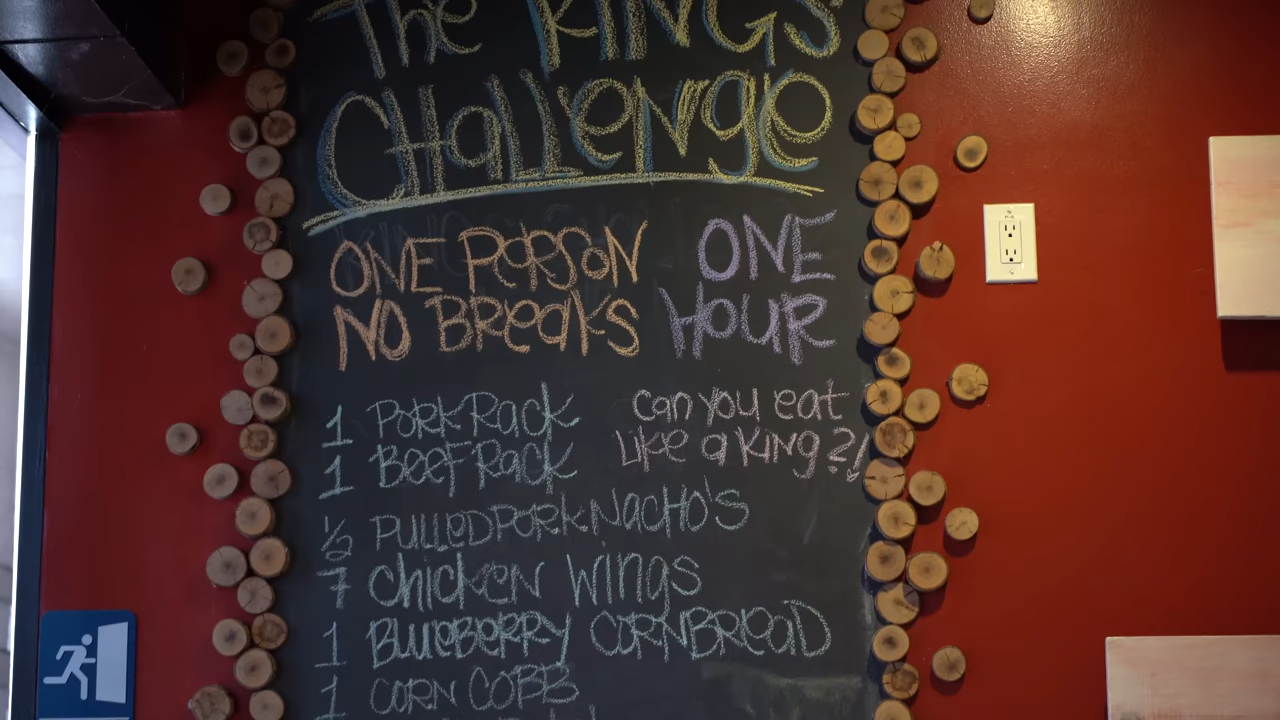 THE KINGS
CHALLENGE
ONE PERSON
NO BREAKS
ONE
HOUR
1 PORK RACK
1 BEEF RACK
can you eat
Like a KING?!
½ PULLED PORK NACHO'S
7 CHICKEN WINGS
1 BLUEBERRY CORNBREAD
1 CORN COBB